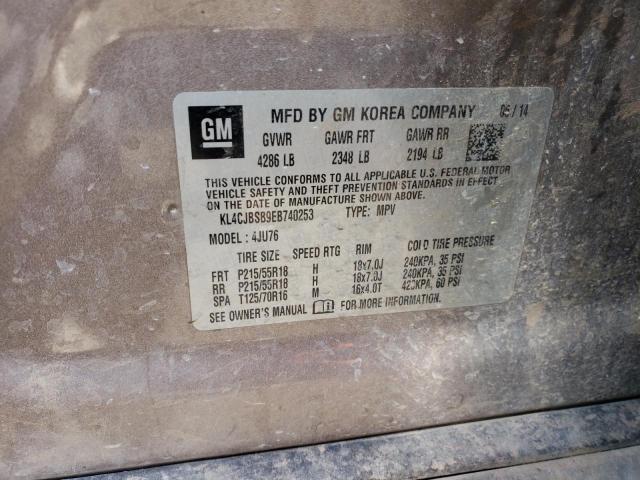 GM MFD BY GM KOREA COMPANY 05/14
GVWR GAWR FRT GAWR RR
4286 LB 2348 LB 2194 LB
THIS VEHICLE CONFORMS TO ALL APPLICABLE U.S. FEDERAL MOTOR
VEHICLE SAFETY AND THEFT PREVENTION STANDARDS IN EFFECT
ON THE DATE OF MANUFACTURE SHOWN ABOVE.
KL4CJBSB9EB740253 TYPE: MPV
MODEL: 4JU76
TIRE SIZE SPEED RTG RIM COLD TIRE PRESSURE
FRT P215/55R18 H 18x7.0J 240KPA, 35 PSI
RR P215/55R18 H 18x7.0J 240KPA, 35 PSI
SPA T125/70R16 M 16x4.0T 420KPA, 60 PSI
SEE OWNER'S MANUAL FOR MORE INFORMATION.